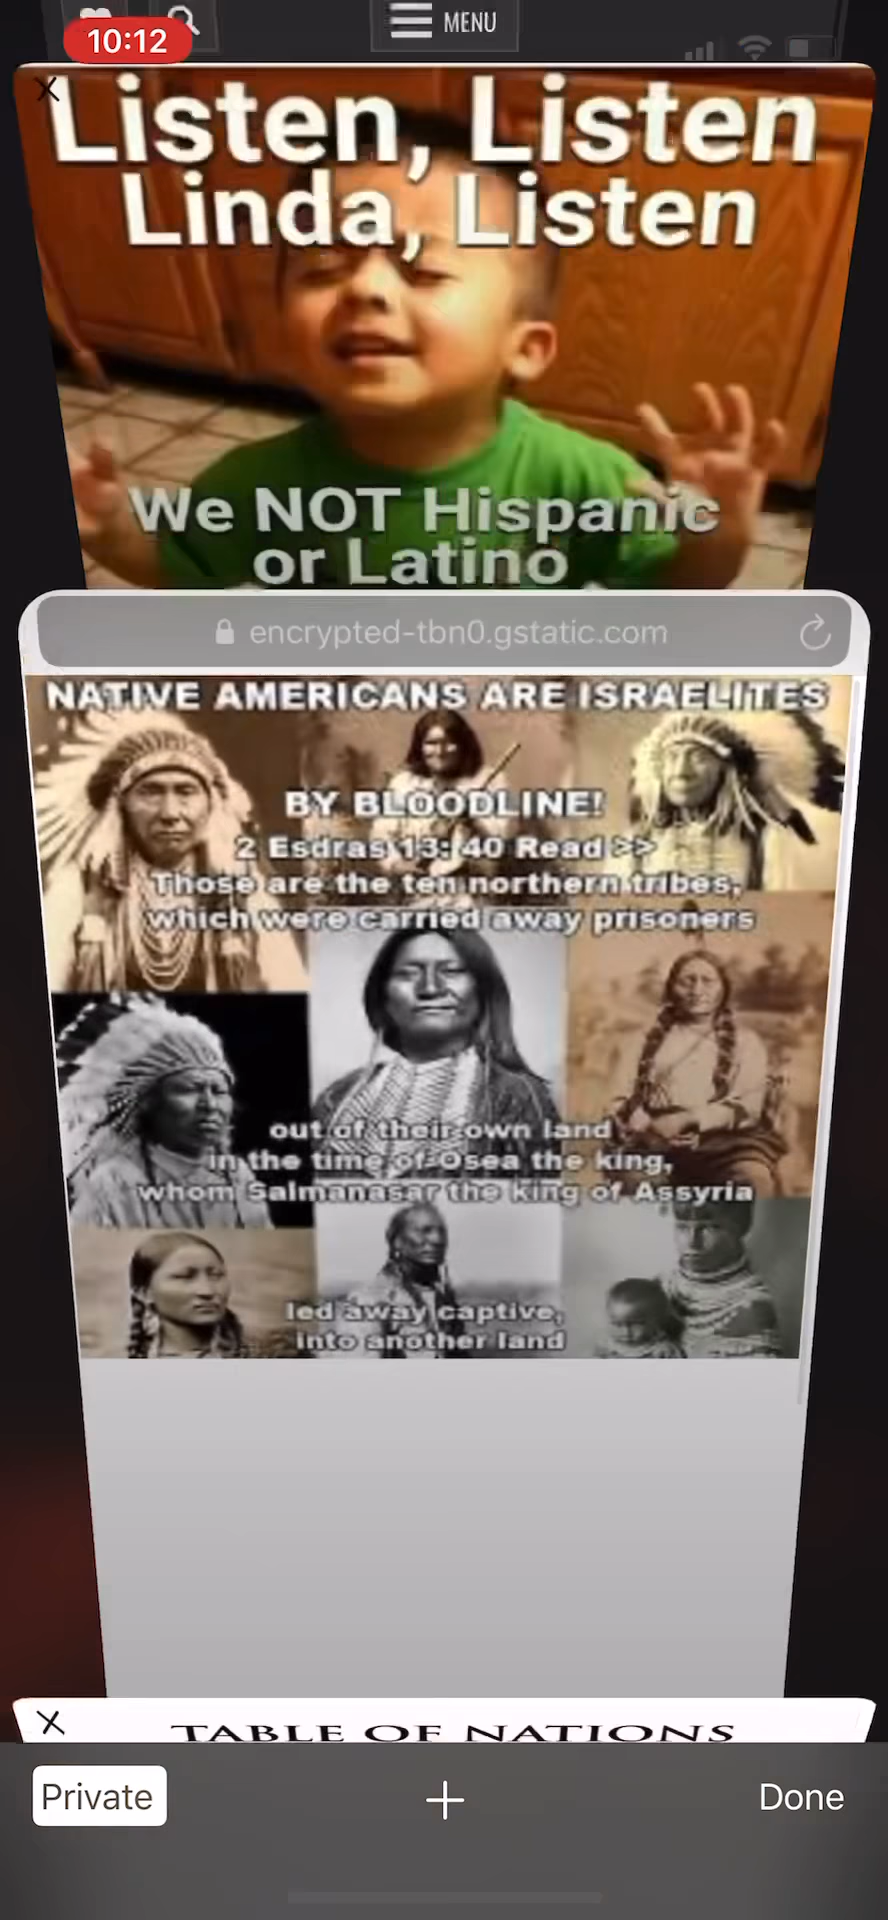 MENU
10:12
Listen, Listen
Linda, Listen
We NOT Hispanic
or Latino
encrypted-tbn0.gstatic.com
NATIVE AMERICANS ARE ISRAELITES
BY BLOODLINE!
2 Esdras 13: 40 Read >>
Those are the ten northern tribes,
which were carried away prisoners
out of their own land
in the time of Osea the king,
whom Salmanasar the king of Assyria
led away captive,
into another land
TABLE OF NATIONS
Private
Done